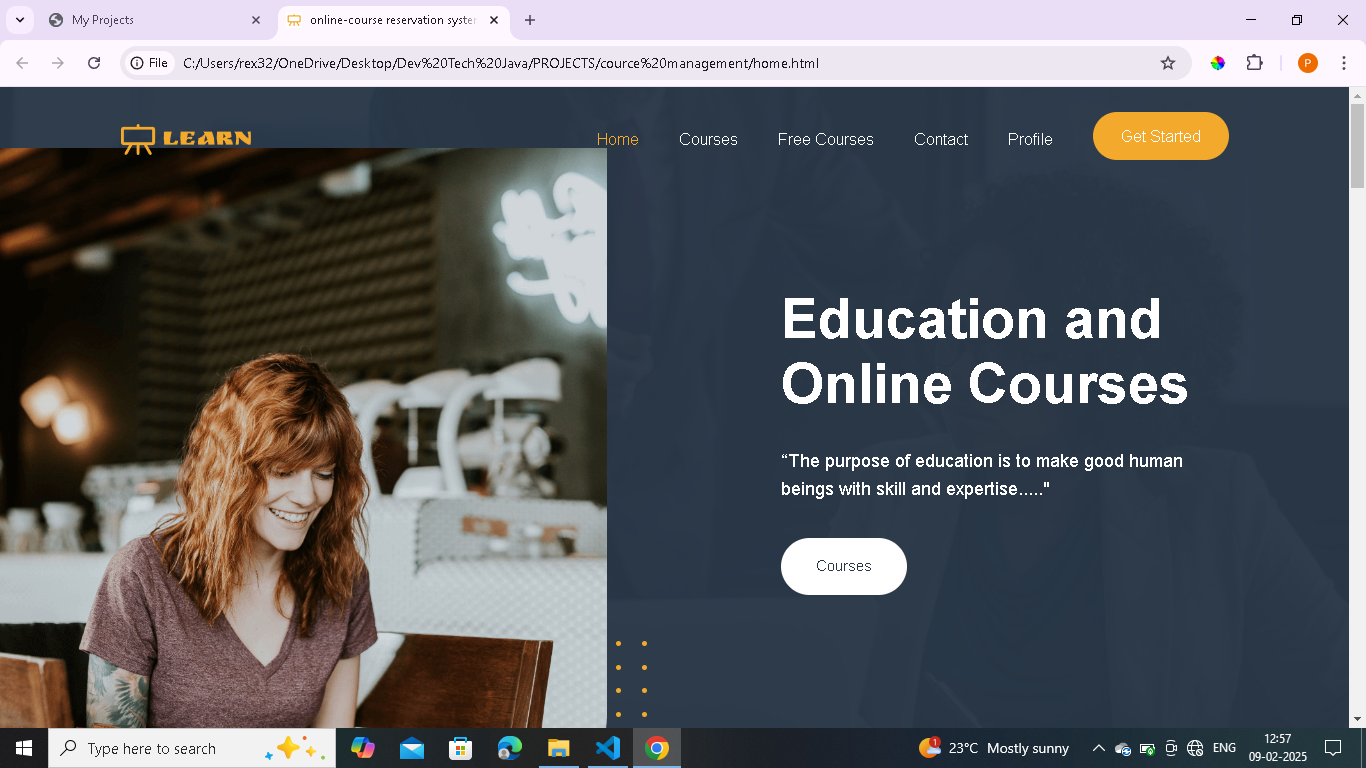 My Projects
online-course reservation syste
File
C:/Users/rex32/OneDrive/Desktop/Dev%20Tech%20Java/PROJECTS/cource%20management/home.html
P
LEARN
Home
Courses
Free Courses
Contact
Profile
Get Started
Education and
Online Courses
“The purpose of education is to make good human
beings with skill and expertise....."
Courses
Type here to search
1
23°C Mostly sunny
ENG
12:57
09-02-2025